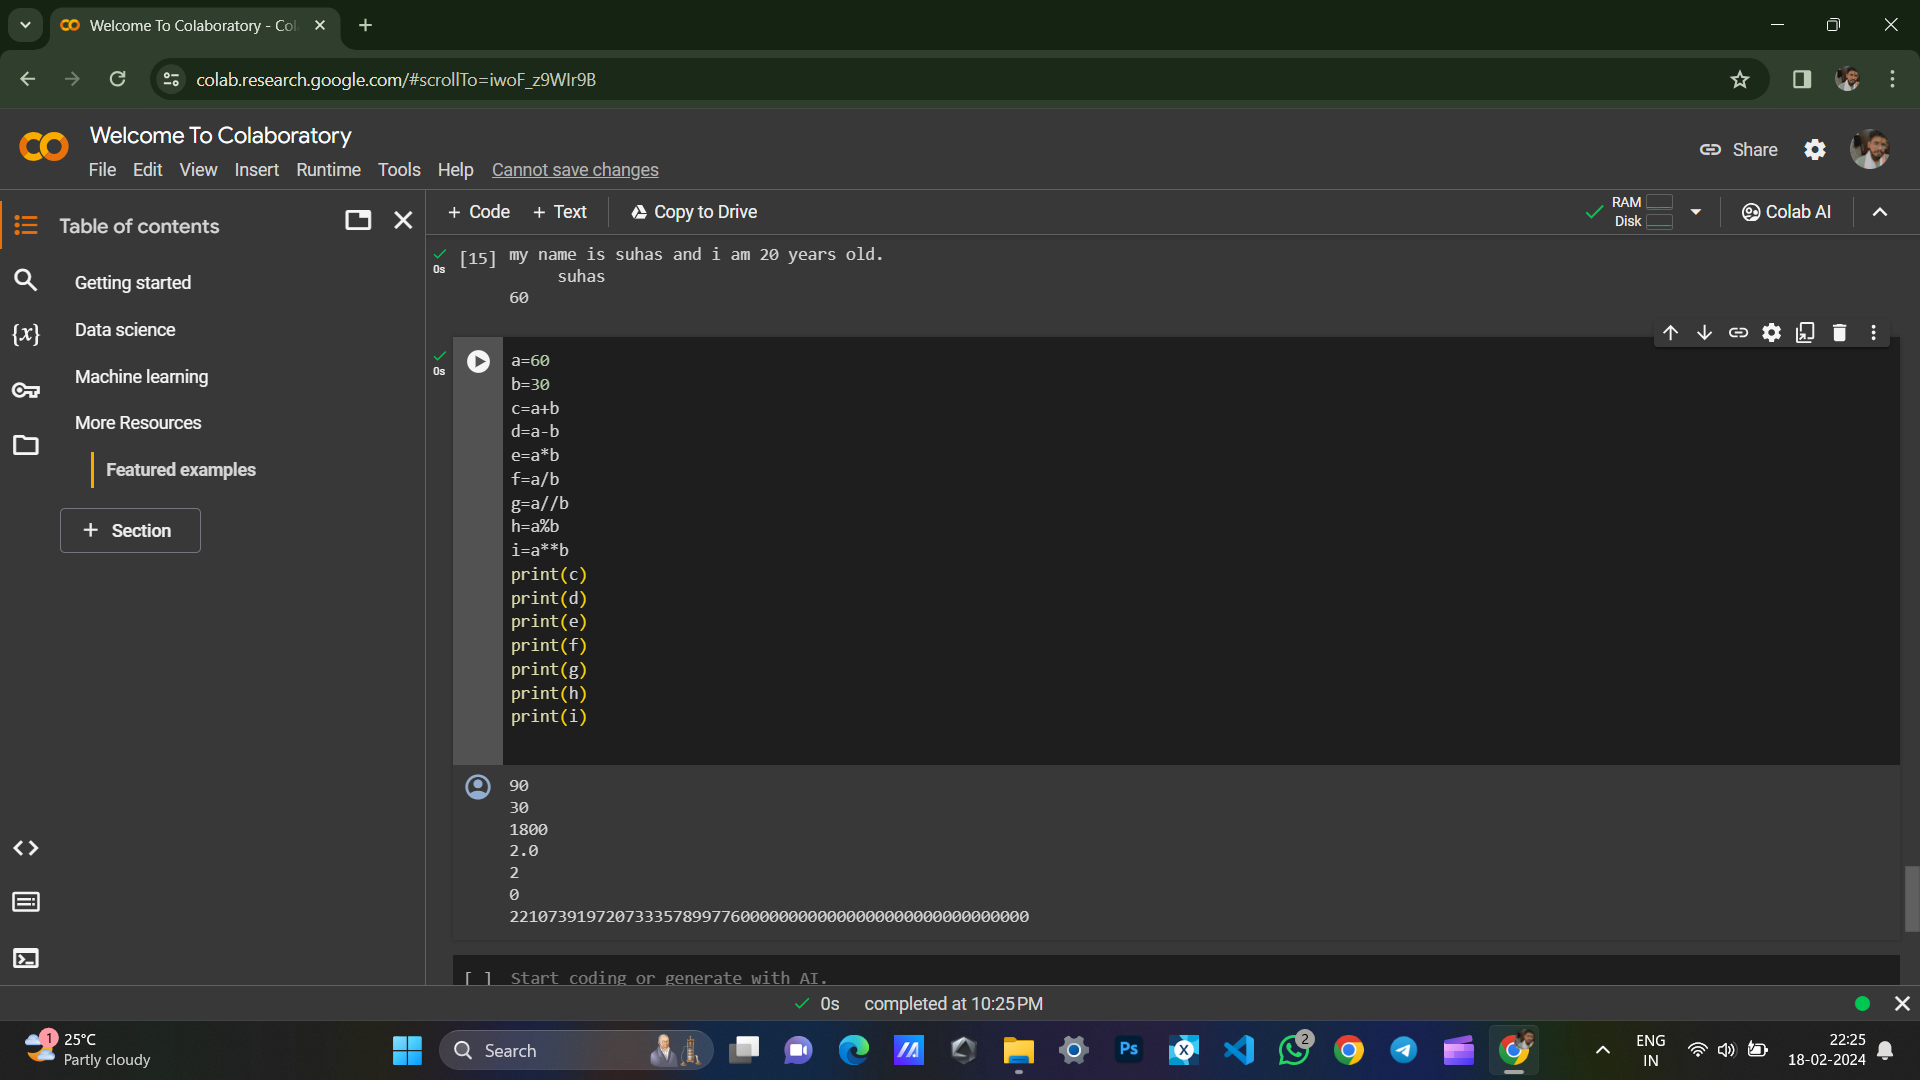 Welcome To Colaboratory - Col
colab.research.google.com/#scrollTo=iwoF_z9WIr9B
Welcome To Colaboratory
File Edit View Insert Runtime Tools Help Cannot save changes
Share
Table of contents
+ Code + Text Copy to Drive
RAM
Disk
Colab AI
Getting started
Data science
Machine learning
More Resources
Featured examples
+ Section
{x}
0s
[15] my name is suhas and i am 20 years old.
suhas
60
0s
a=60
b=30
c=a+b
d=a-b
e=a*b
f=a/b
g=a//b
h=a%b
i=a**b
print(c)
print(d)
print(e)
print(f)
print(g)
print(h)
print(i)
90
30
1800
2.0
2
0
[ ] Start coding or generate with AI.
0s completed at 10:25 PM
1
25°C
Partly cloudy
Search
Ps
X
2
ENG
IN
22:25
18-02-2024